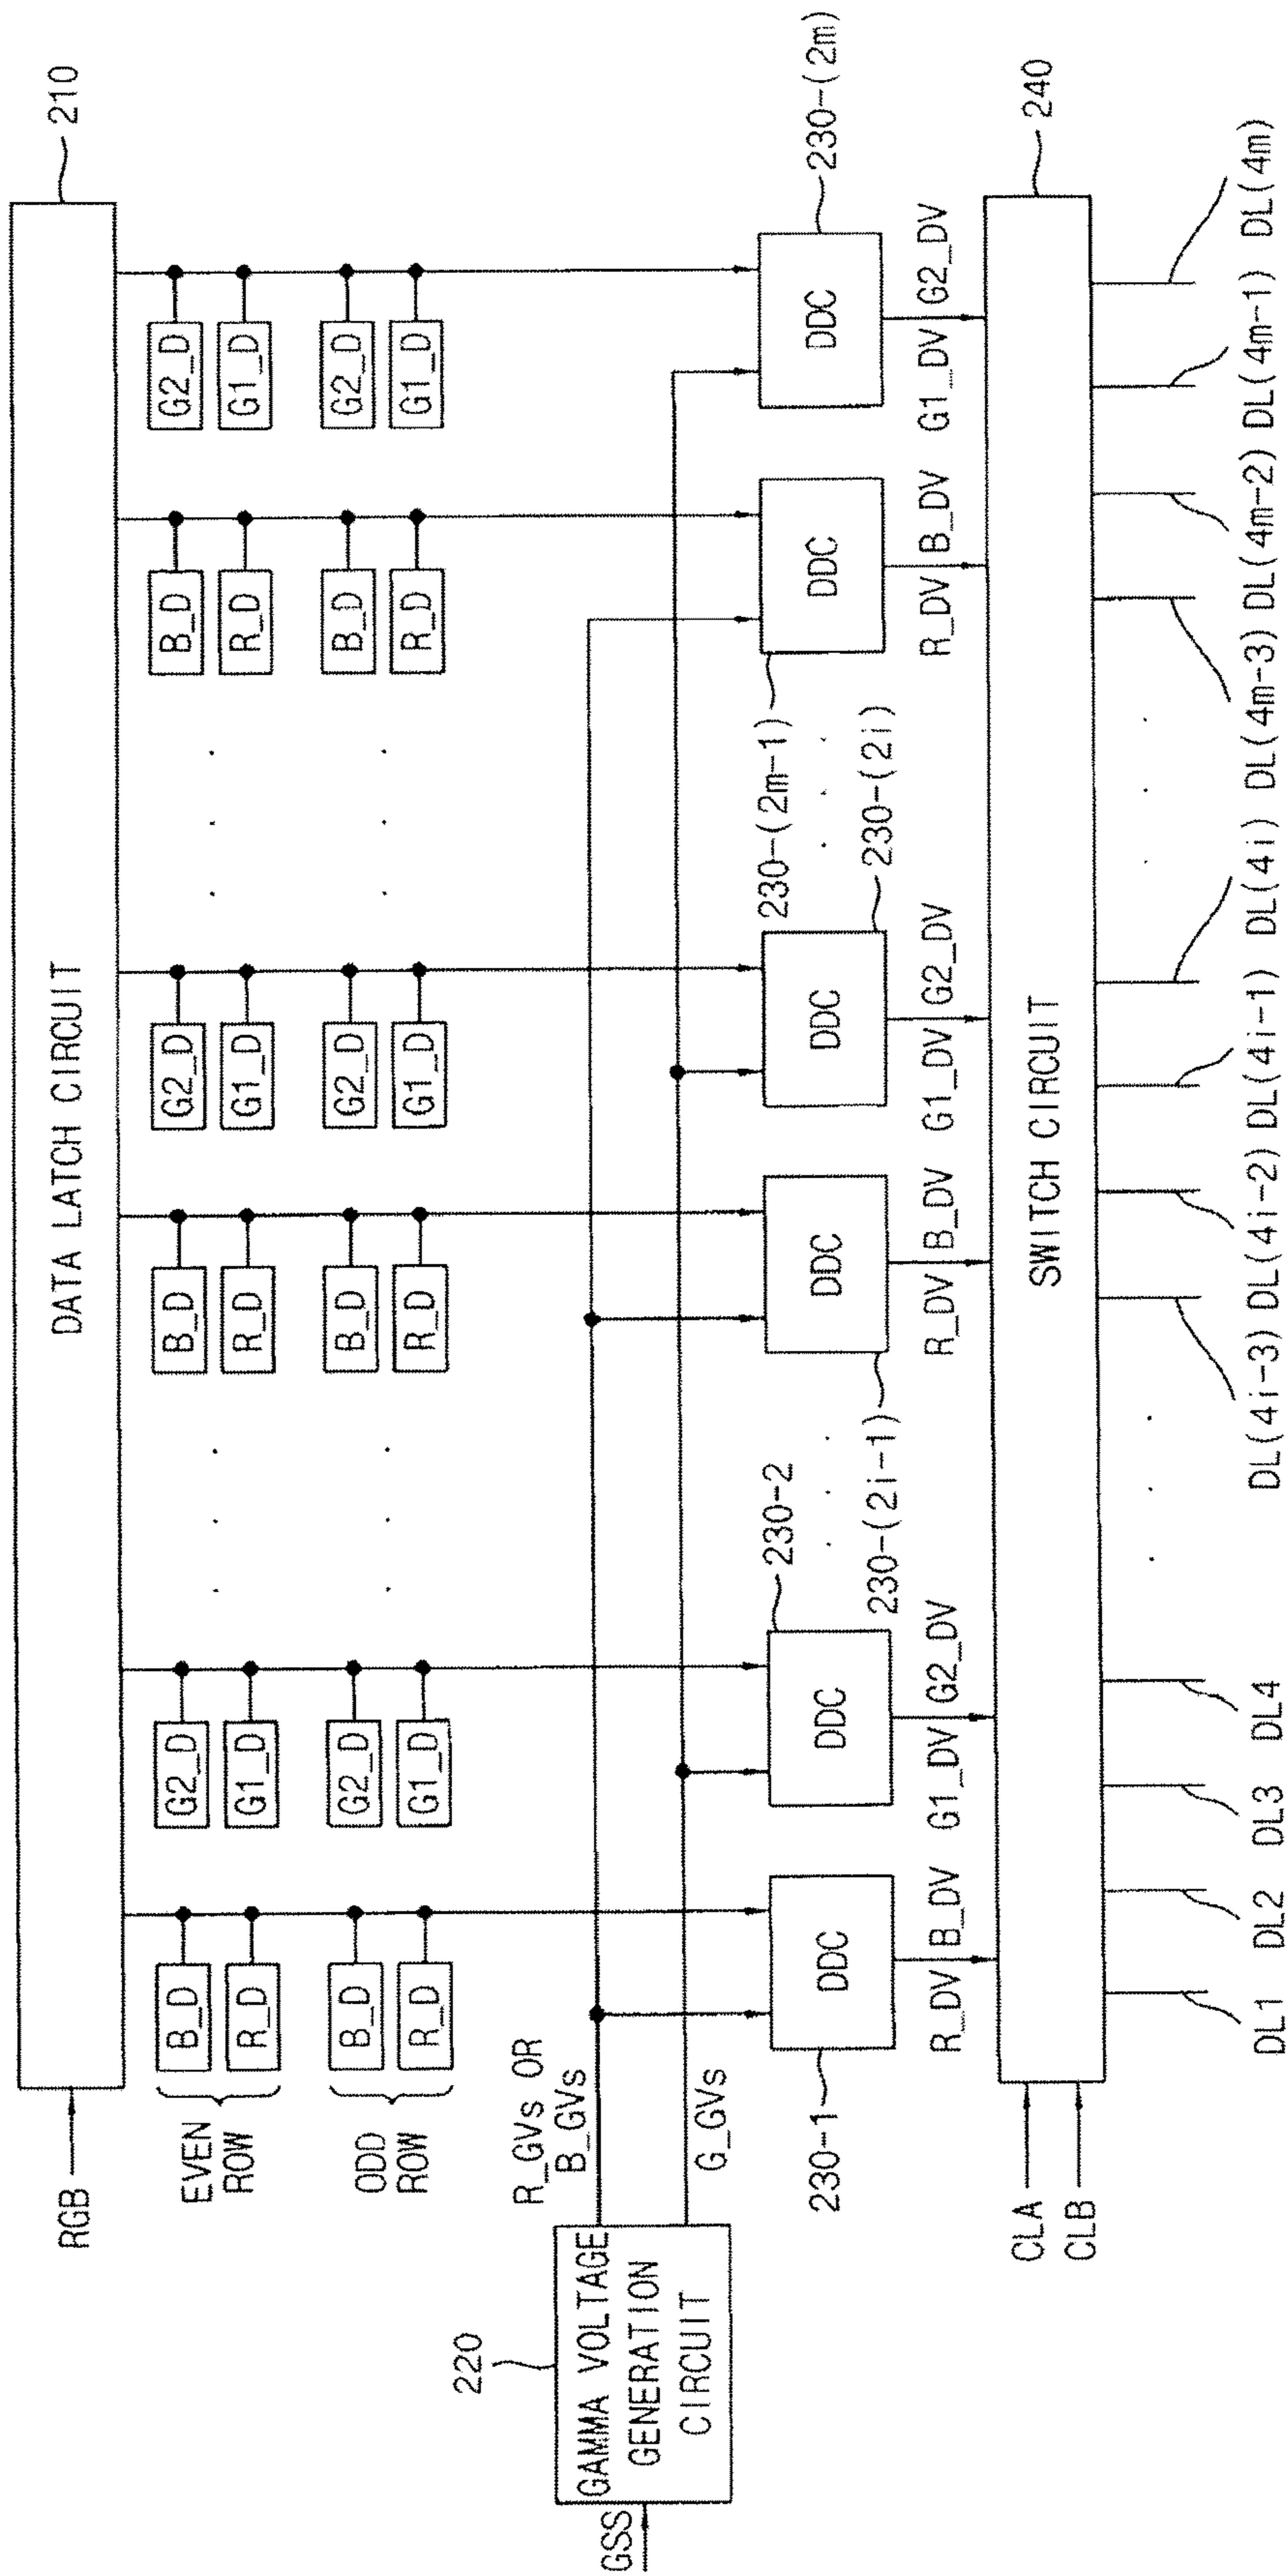 DATA LATCH CIRCUIT
210
RGB
EVEN
ROW
B_D
G2_D
B_D
G2_D
B_D
G2_D
R_D
G1_D
R_D
G1_D
R_D
G1_D
ODD
ROW
B_D
G2_D
B_D
G2_D
B_D
G2_D
R_D
G1_D
R_D
G1_D
R_D
G1_D
R_GVs OR
B_GVs
G_GVs
220
GAMMA VOLTAGE
GENERATION
CIRCUIT
GSS
230-1
DDC
230-2
DDC
230-(2i-1)
DDC
230-(2i)
DDC
230-(2m-1)
DDC
230-(2m)
DDC
R_DV
B_DV
G1_DV
G2_DV
R_DV
B_DV
G1_DV
G2_DV
R_DV
B_DV
G1_DV
G2_DV
CLA
CLB
SWITCH CIRCUIT
240
DL1
DL2
DL3
DL4
DL(4i-3)
DL(4i-2)
DL(4i-1)
DL(4i)
DL(4m-3)
DL(4m-2)
DL(4m-1)
DL(4m)